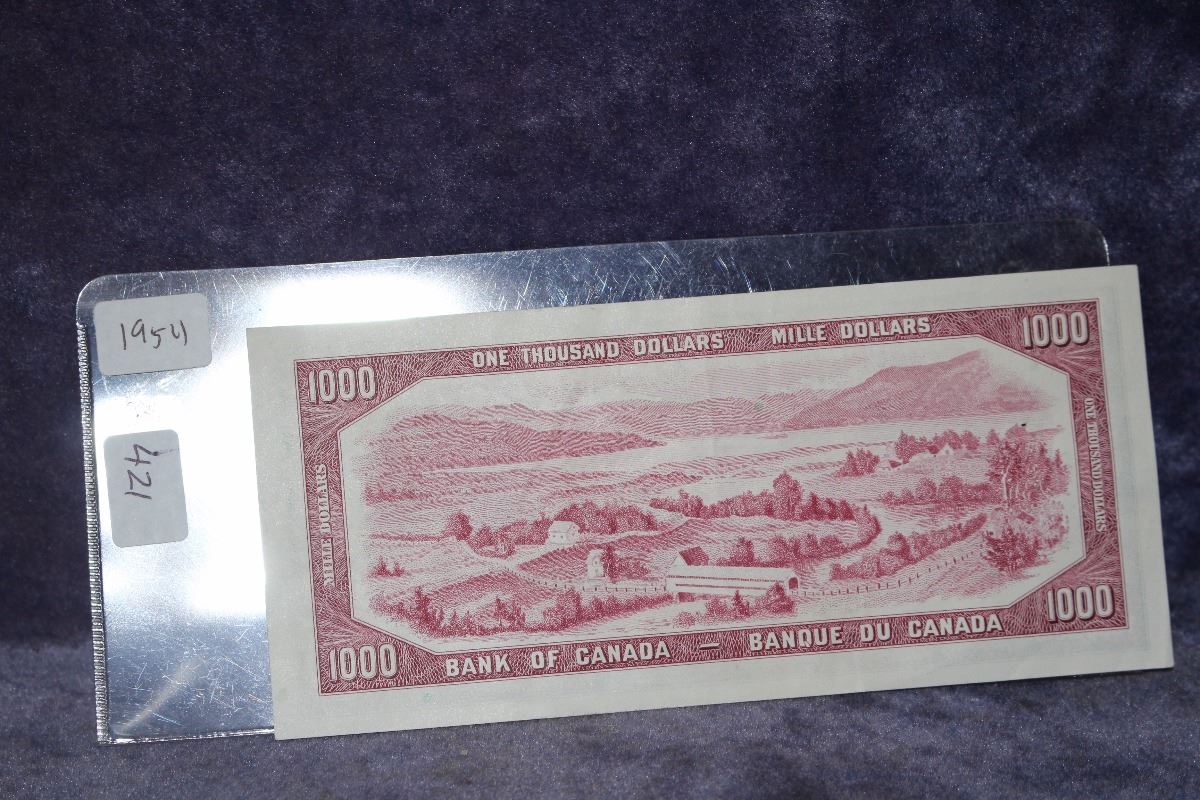 1954
421
ONE THOUSAND DOLLARS MILLE DOLLARS
1000
1000
MILLE DOLLARS
ONE THOUSAND DOLLARS
1000
1000
BANK OF CANADA — BANQUE DU CANADA